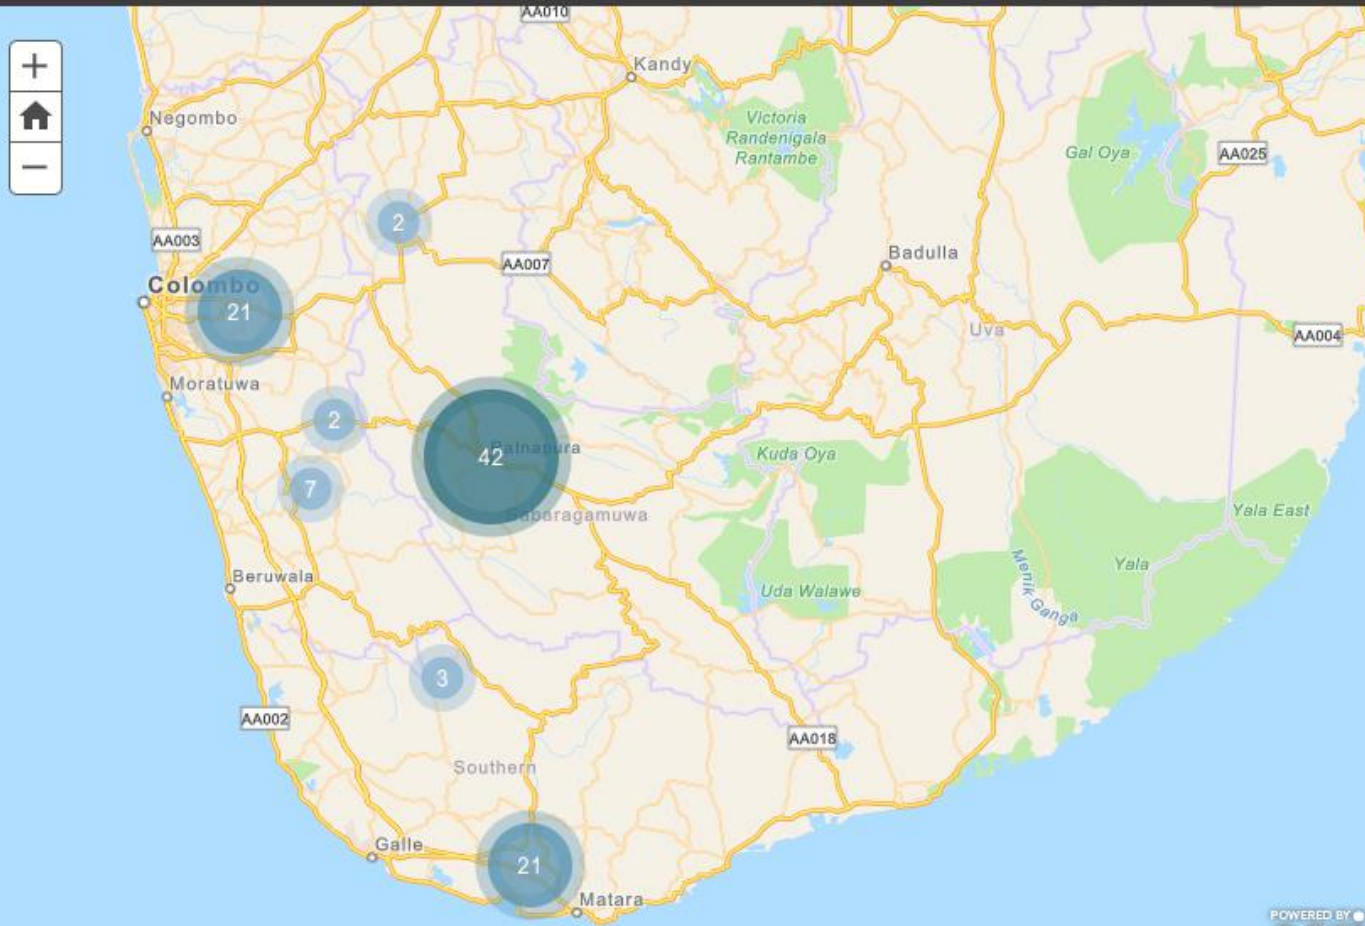 AA010
Kandy
Negombo
Victoria
Randenigala
Rantambe
Gal Oya
AA025
2
AA003
AA007
Badulla
Colombo
21
Uva
AA004
Moratuwa
2
Ratnapura
42
Kuda Oya
7
Sabaragamuwa
Yala East
Menik Ganga
Yala
Beruwala
Uda Walawe
3
AA002
AA018
Southern
Galle
21
Matara
POWERED BY